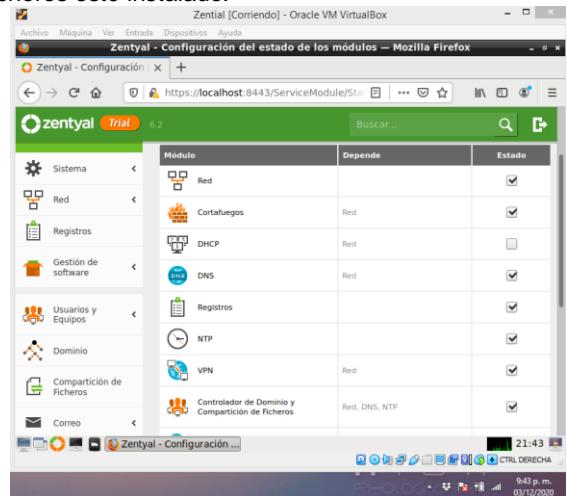 Zential [Corriendo] - Oracle VM VirtualBox
Archivo Máquina Ver Entrada Dispositivos Ayuda
Zentyal - Configuración del estado de los módulos — Mozilla Firefox
Zentyal - Configuración
https://localhost:8443/ServiceModule/Sta
zentyal Trial 6.2 Buscar...
Módulo Depende Estado
Sistema
Red
Registros
Gestión de software
Usuarios y Equipos
Dominio
Compartición de Ficheros
Correo
Red
Cortafuegos Red
DHCP Red
DNS Red
Registros
NTP
VPN Red
Controlador de Dominio y
Compartición de Ficheros Red, DNS, NTP
Zentyal - Configuración ... 21:43
CTRL DERECHA
9:43 p. m.
03/12/2020